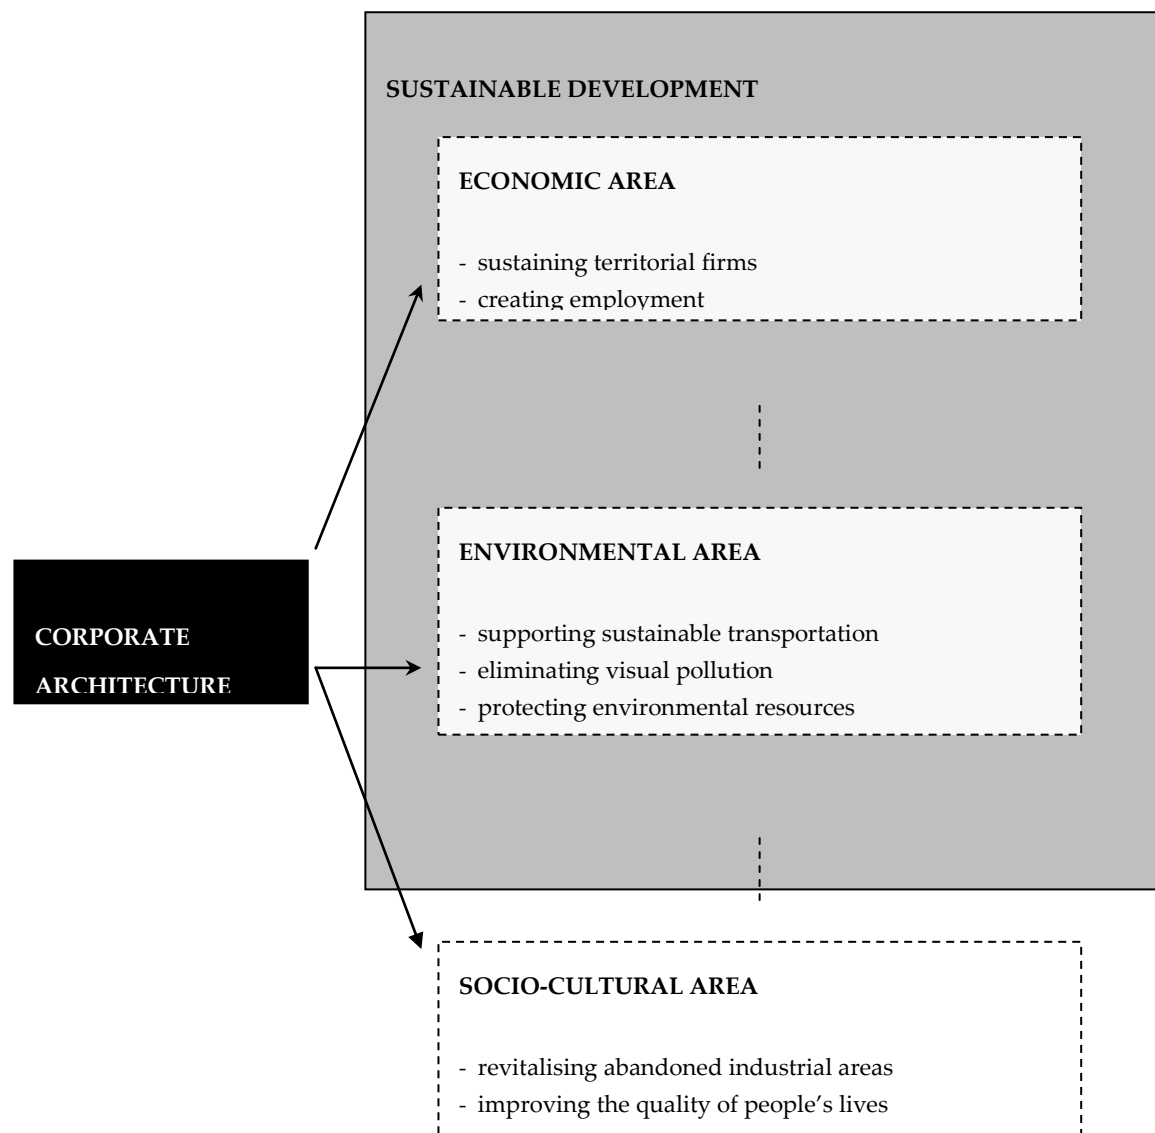 SUSTAINABLE DEVELOPMENT
ECONOMIC AREA
- sustaining territorial firms
- creating employment
ENVIRONMENTAL AREA
- supporting sustainable transportation
- eliminating visual pollution
- protecting environmental resources
CORPORATE
ARCHITECTURE
SOCIO-CULTURAL AREA
- revitalising abandoned industrial areas
- improving the quality of people’s lives